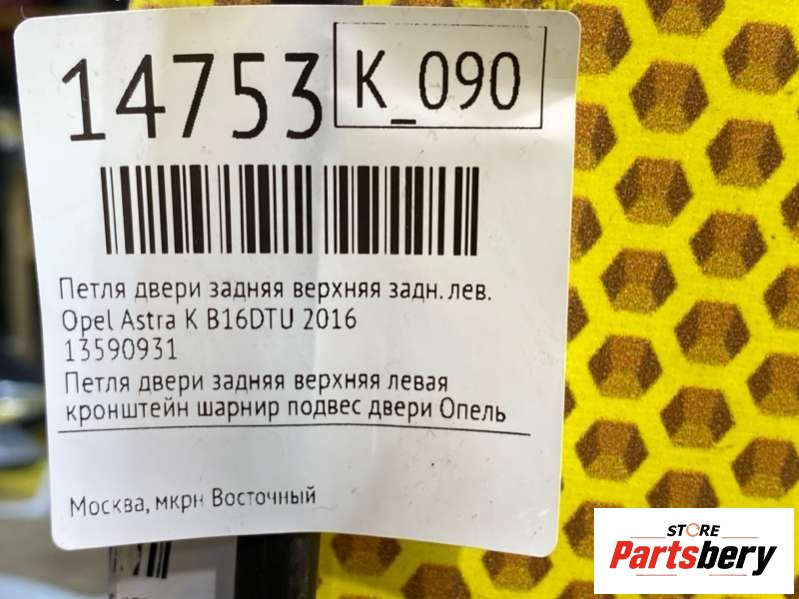 14753
K_090
Петля двери задняя верхняя задн. лев.
Opel Astra K B16DTU 2016
13590931
Петля двери задняя верхняя левая
кронштейн шарнир подвес двери Опель
Москва, мкрн Восточный
STORE
Partsbery